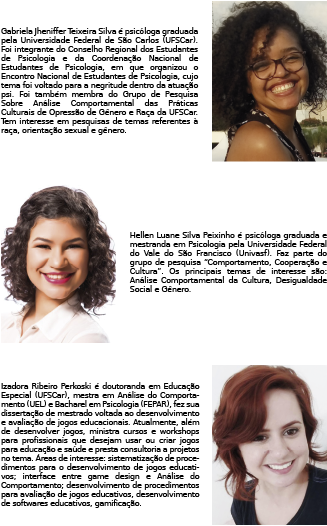 Gabriela Jheniffer Teixeira Silva é psicóloga graduada
pela Universidade Federal de São Carlos (UFSCar).
Foi integrante do Conselho Regional dos Estudantes
de Psicologia e da Coordenação Nacional de
Estudantes de Psicologia, em que organizou o
Encontro Nacional de Estudantes de Psicologia, cujo
tema foi voltado para a negritude dentro da atuação
psi. Foi também membra do Grupo de Pesquisa
Sobre Análise Comportamental das Práticas
Culturais de Opressão de Gênero e Raça da UFSCar.
Tem interesse em pesquisas de temas referentes à
raça, orientação sexual e gênero.
Hellen Luane Silva Peixinho é psicóloga graduada e
mestranda em Psicologia pela Universidade Federal
do Vale do São Francisco (Univasf). Faz parte do
grupo de pesquisa “Comportamento, Cooperação e
Cultura”. Os principais temas de interesse são:
Análise Comportamental da Cultura, Desigualdade
Social e Gênero.
Izadora Ribeiro Perkoski é doutoranda em Educação
Especial (UFSCar), mestra em Análise do Comporta-
mento (UEL) e Bacharel em Psicologia (FEPAR), fez sua
dissertação de mestrado voltada ao desenvolvimento
e avaliação de jogos educacionais. Atualmente, além
de desenvolver jogos, ministra cursos e workshops
para profissionais que desejam usar ou criar jogos
para educação e saúde e presta consultoria a projetos
no tema. Áreas de interesse: sistematização de proce-
dimentos para o desenvolvimento de jogos educati-
vos; interface entre game design e Análise do
Comportamento; desenvolvimento de procedimentos
para avaliação de jogos educativos, desenvolvimento
de softwares educativos, gamificação.